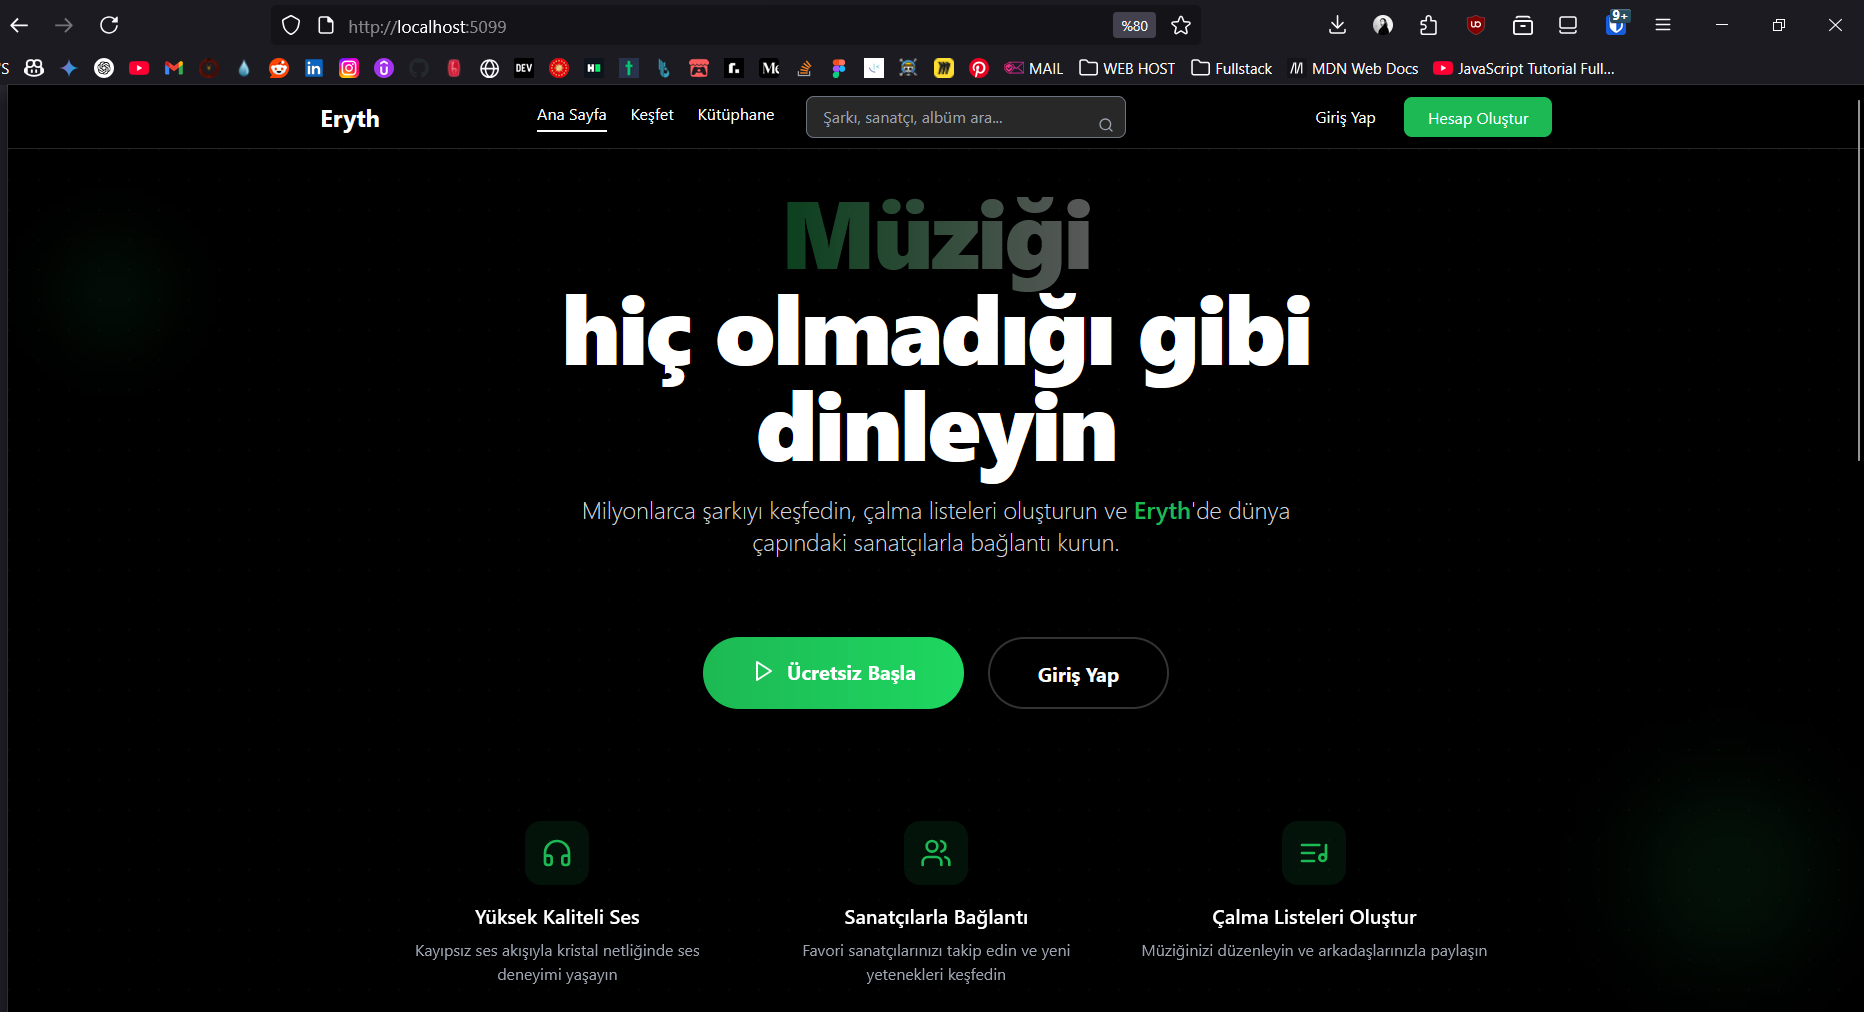 http://localhost:5099
%80
9+
S
DEV
MAIL
WEB HOST
Fullstack
MDN Web Docs
JavaScript Tutorial Full...
Eryth
Ana Sayfa
Keşfet
Kütüphane
Şarkı, sanatçı, albüm ara...
Giriş Yap
Hesap Oluştur
Müziği
hiç olmadığı gibi
dinleyin
Milyonlarca şarkıyı keşfedin, çalma listeleri oluşturun ve Eryth'de dünya
çapındaki sanatçılarla bağlantı kurun.
Ücretsiz Başla
Giriş Yap
Yüksek Kaliteli Ses
Kayıpsız ses akışıyla kristal netliğinde ses
deneyimi yaşayın
Sanatçılarla Bağlantı
Favori sanatçılarınızı takip edin ve yeni
yetenekleri keşfedin
Çalma Listeleri Oluştur
Müziğinizi düzenleyin ve arkadaşlarınızla paylaşın